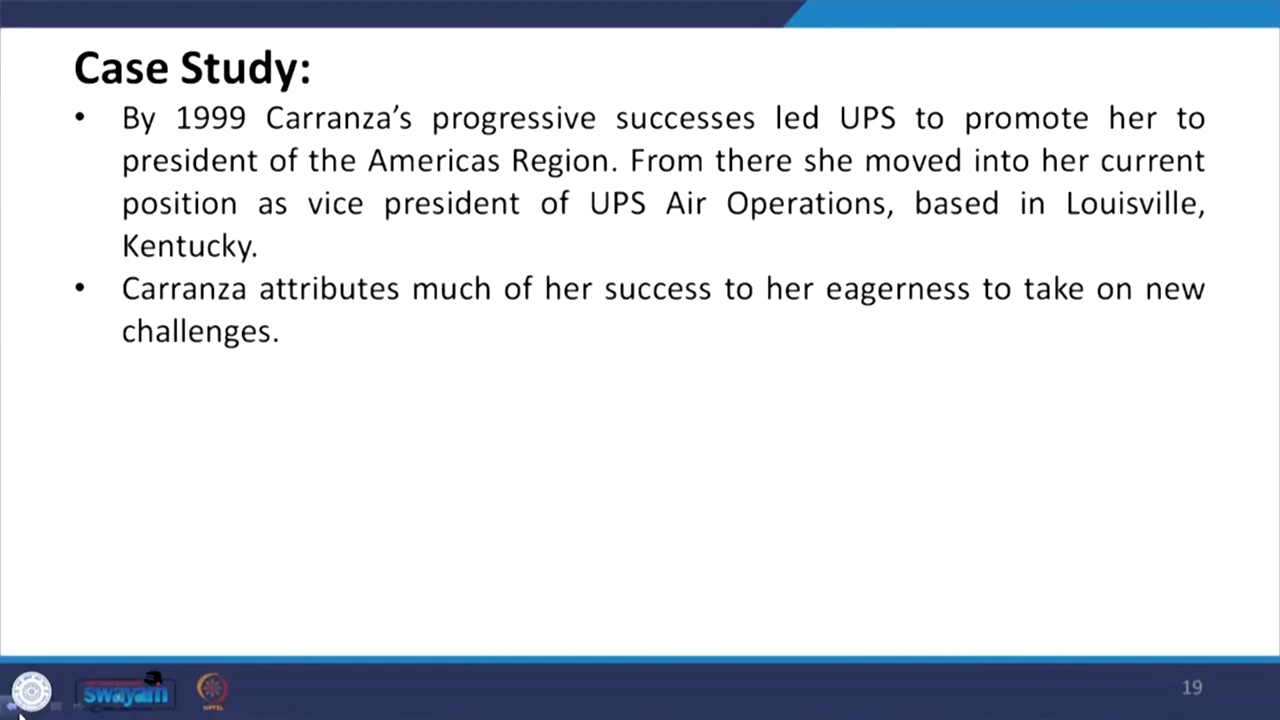 Case Study:
• By 1999 Carranza’s progressive successes led UPS to promote her to
president of the Americas Region. From there she moved into her current
position as vice president of UPS Air Operations, based in Louisville,
Kentucky.
• Carranza attributes much of her success to her eagerness to take on new
challenges.
swayam
NPTEL
19